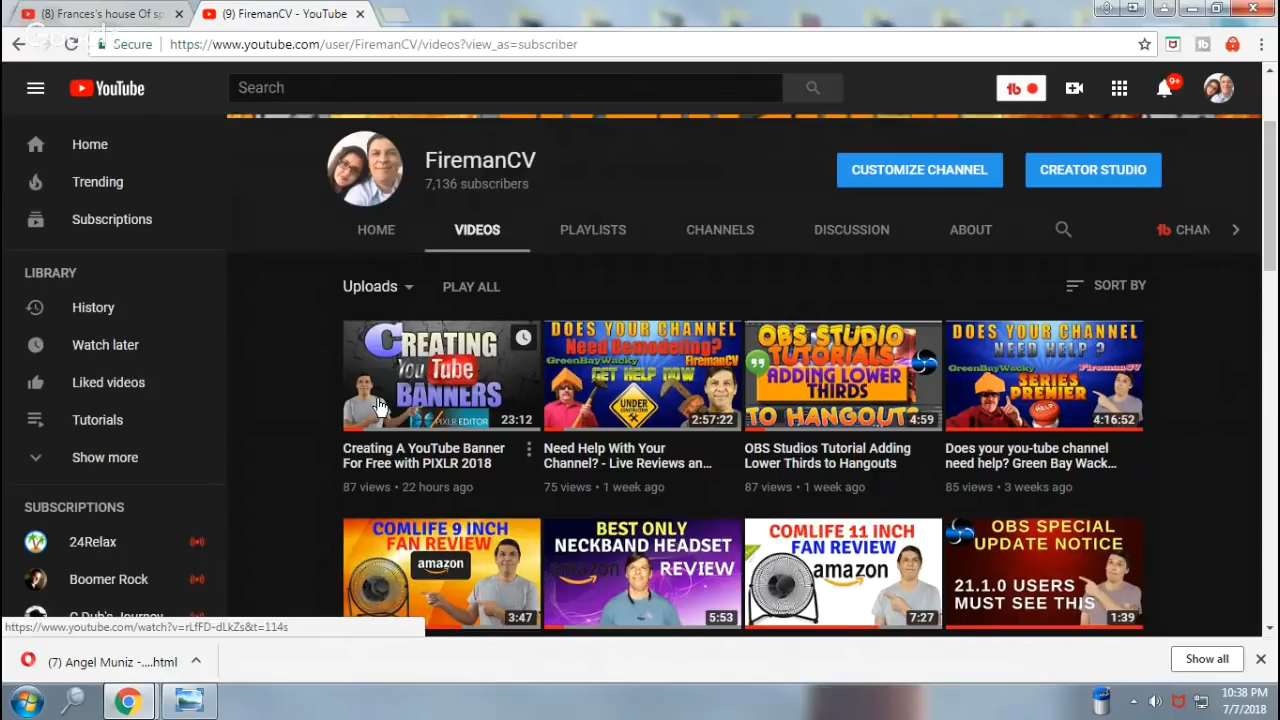 (8) Frances's house Of sp
(9) FiremanCV - YouTube
Secure
https://www.youtube.com/user/FiremanCV/videos?view_as=subscriber
YouTube
Search
9+
Home
Trending
Subscriptions
LIBRARY
History
Watch later
Liked videos
Tutorials
Show more
SUBSCRIPTIONS
24Relax
Boomer Rock
FiremanCV
7,136 subscribers
CUSTOMIZE CHANNEL
CREATOR STUDIO
HOME
VIDEOS
PLAYLISTS
CHANNELS
DISCUSSION
ABOUT
CHAN
Uploads
PLAY ALL
SORT BY
CREATING
YouTube
BANNERS
PIXLR EDITOR
23:12
Creating A YouTube Banner
For Free with PIXLR 2018
87 views • 22 hours ago
DOES YOUR CHANNEL
Need Remodeling?
GreenBayWacky
FiremanCV
GET HELP NOW
UNDER
CONSTRUCTION
2:57:22
Need Help With Your
Channel? - Live Reviews an...
75 views • 1 week ago
OBS STUDIO
TUTORIALS
ADDING LOWER
THIRDS
TO HANGOUTS
4:59
OBS Studios Tutorial Adding
Lower Thirds to Hangouts
87 views • 1 week ago
DOES YOUR CHANNEL
NEED HELP ?
GreenBayWacky
FiremanCV
SERIES
PREMIER
HELP
4:16:52
Does your you-tube channel
need help? Green Bay Wack...
85 views • 3 weeks ago
COMLIFE 9 INCH
FAN REVIEW
amazon
3:47
BEST ONLY
NECKBAND HEADSET
amazon REVIEW
5:53
COMLIFE 11 INCH
FAN REVIEW
amazon
7:27
OBS SPECIAL
UPDATE NOTICE
21.1.0 USERS
MUST SEE THIS
1:39
https://www.youtube.com/watch?v=rLfFD-dLkZs&t=114s
(7) Angel Muniz -....html
Show all
10:38 PM
7/7/2018